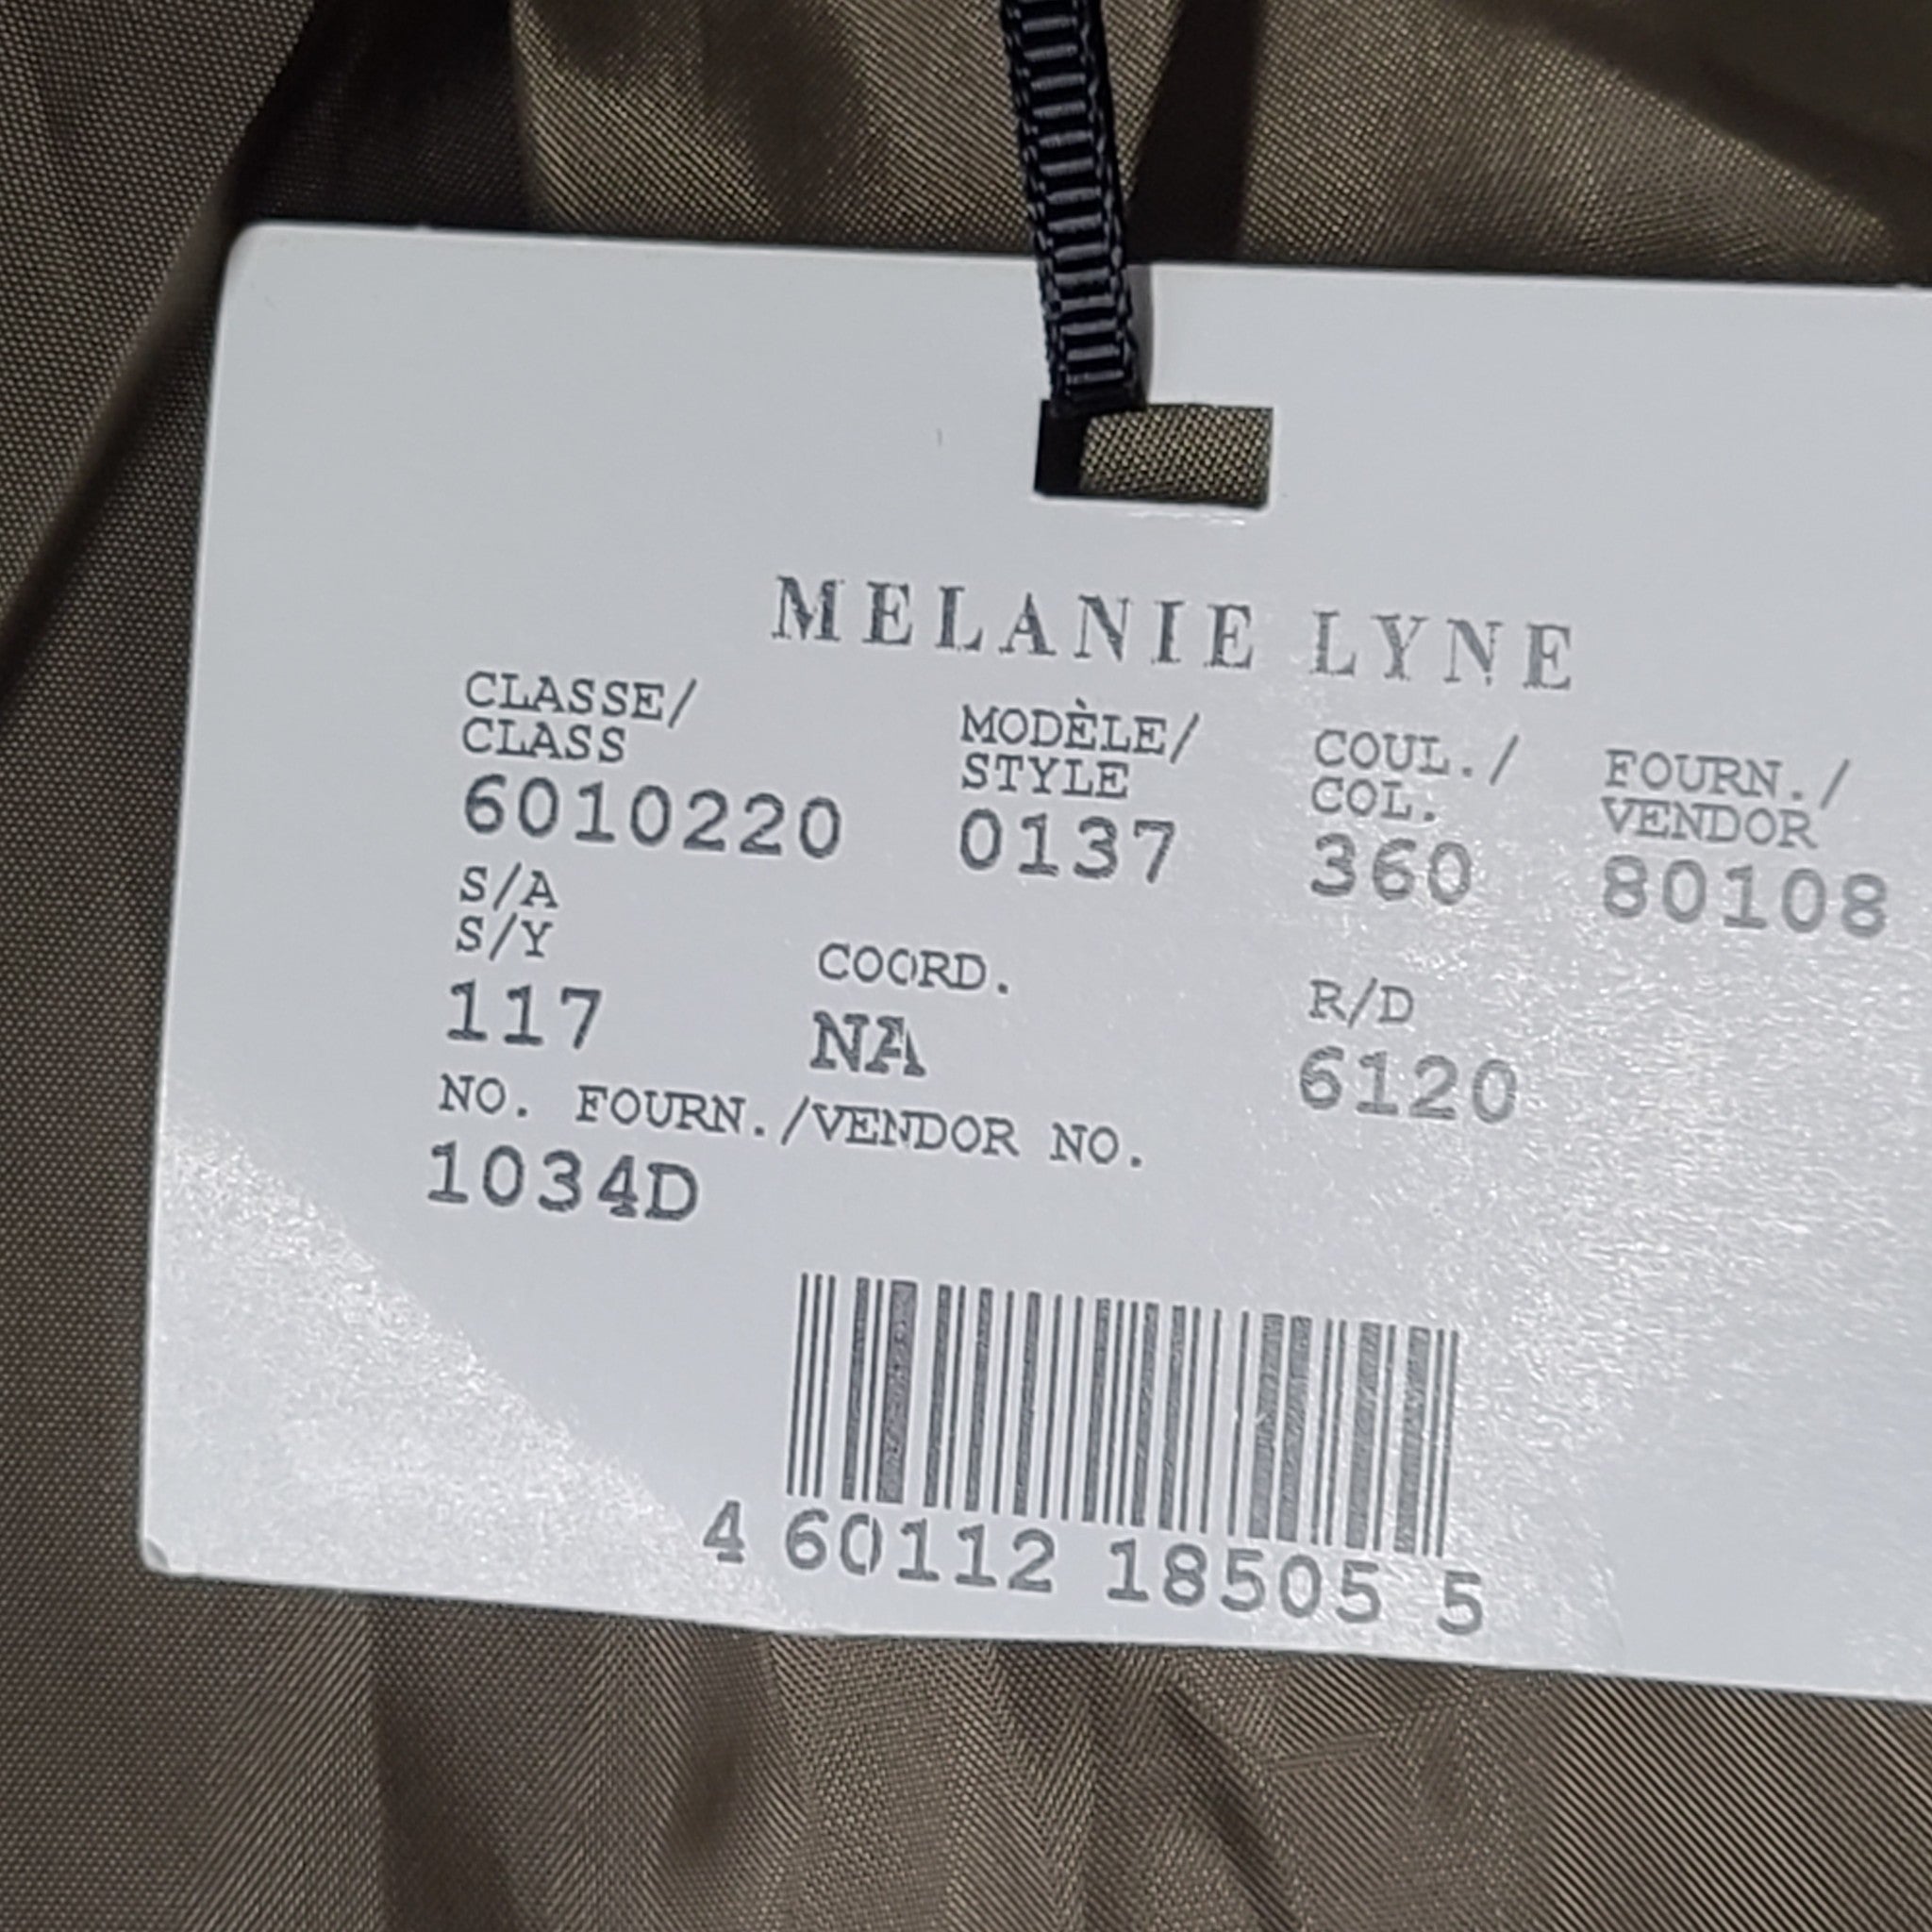 MELANIE LYNE
CLASSE/ MODÈLE/ COUL./ FOURN./
CLASS STYLE COL. VENDOR
6010220 0137 360 80108
S/A
S/Y COORD. R/D
117 NA 6120
NO. FOURN./VENDOR NO.
1034D
4 60112 18505 5